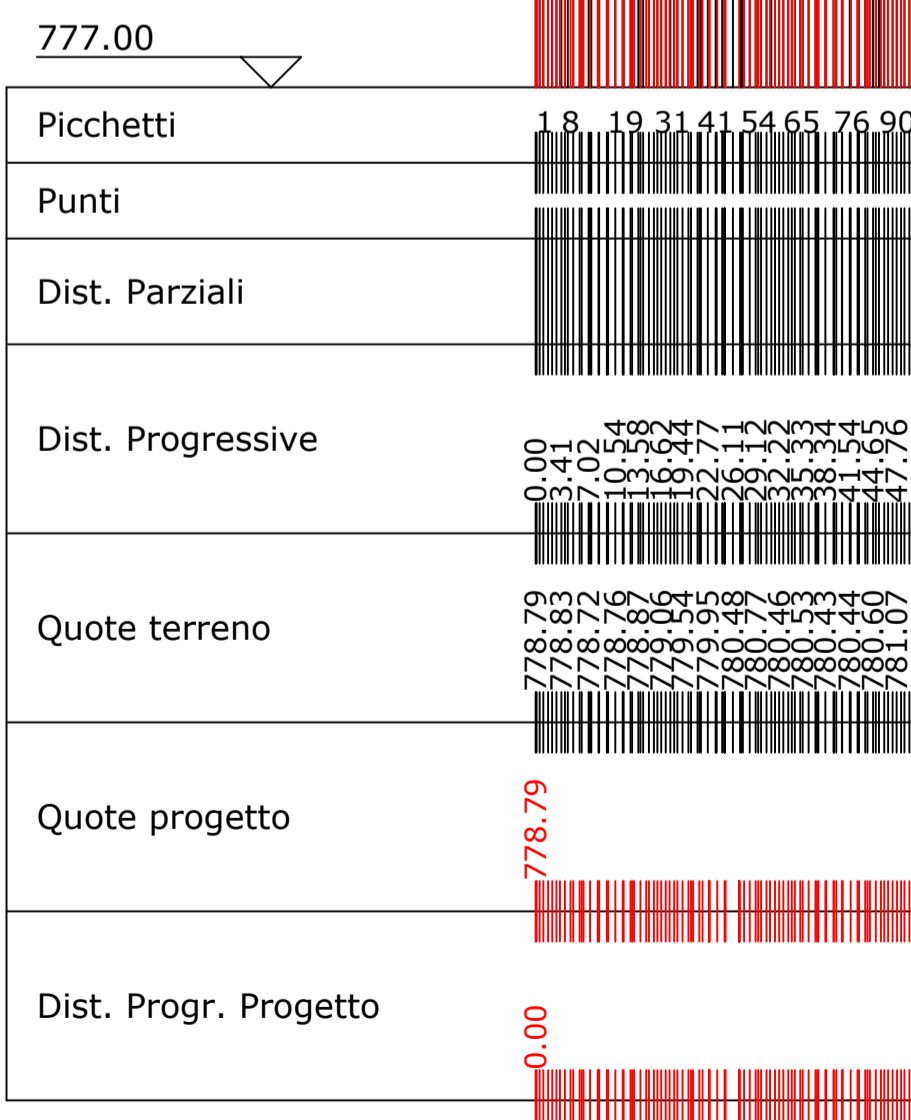 777.00
Picchetti 1 8 19 31 41 54 65 76 90
Punti
Dist. Parziali
Dist. Progressive 0.00 3.41 7.02 10.54 13.58 16.62 19.44 22.77 26.11 29.12 32.22 35.33 38.34 41.54 44.65 47.76
Quote terreno 778.79 778.83 778.72 778.76 778.87 779.06 779.54 779.95 780.48 780.77 780.46 780.53 780.43 780.44 780.60 781.07
Quote progetto 778.79
Dist. Progr. Progetto 0.00